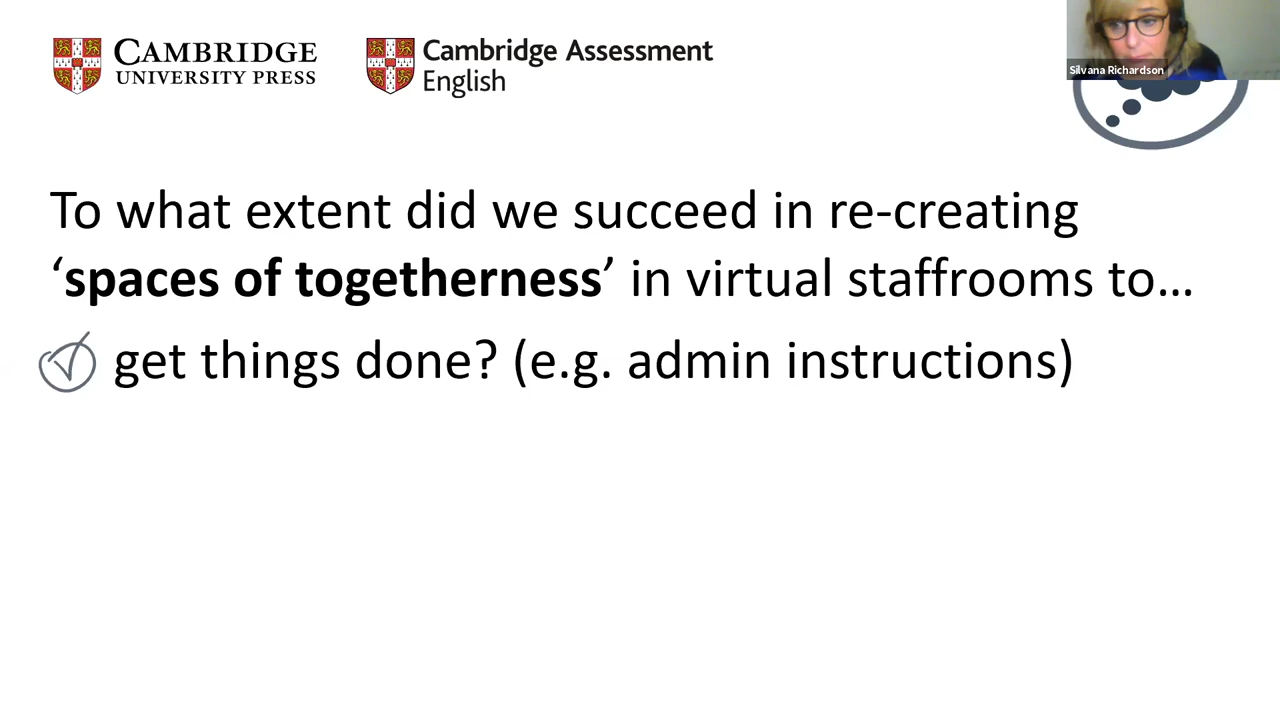 CAMBRIDGE
UNIVERSITY PRESS
Cambridge Assessment
English
Silvana Richardson
To what extent did we succeed in re-creating
‘spaces of togetherness’ in virtual staffrooms to…
get things done? (e.g. admin instructions)